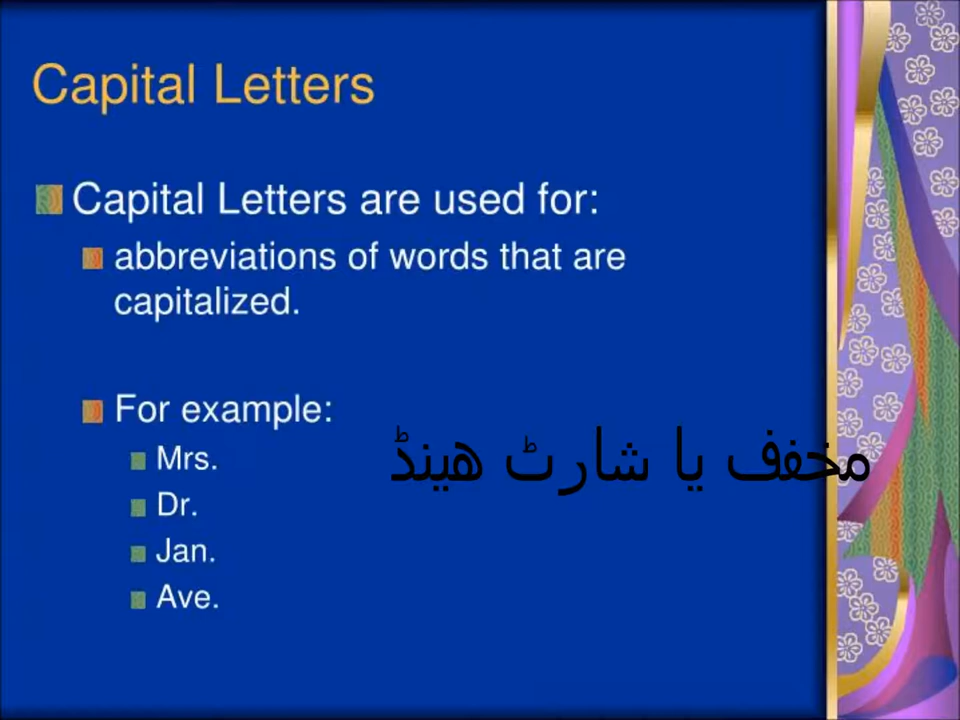 Capital Letters
Capital Letters are used for:
abbreviations of words that are
capitalized.
For example:
مخفف یا شارٹ ھینڈ
Mrs.
Dr.
Jan.
Ave.